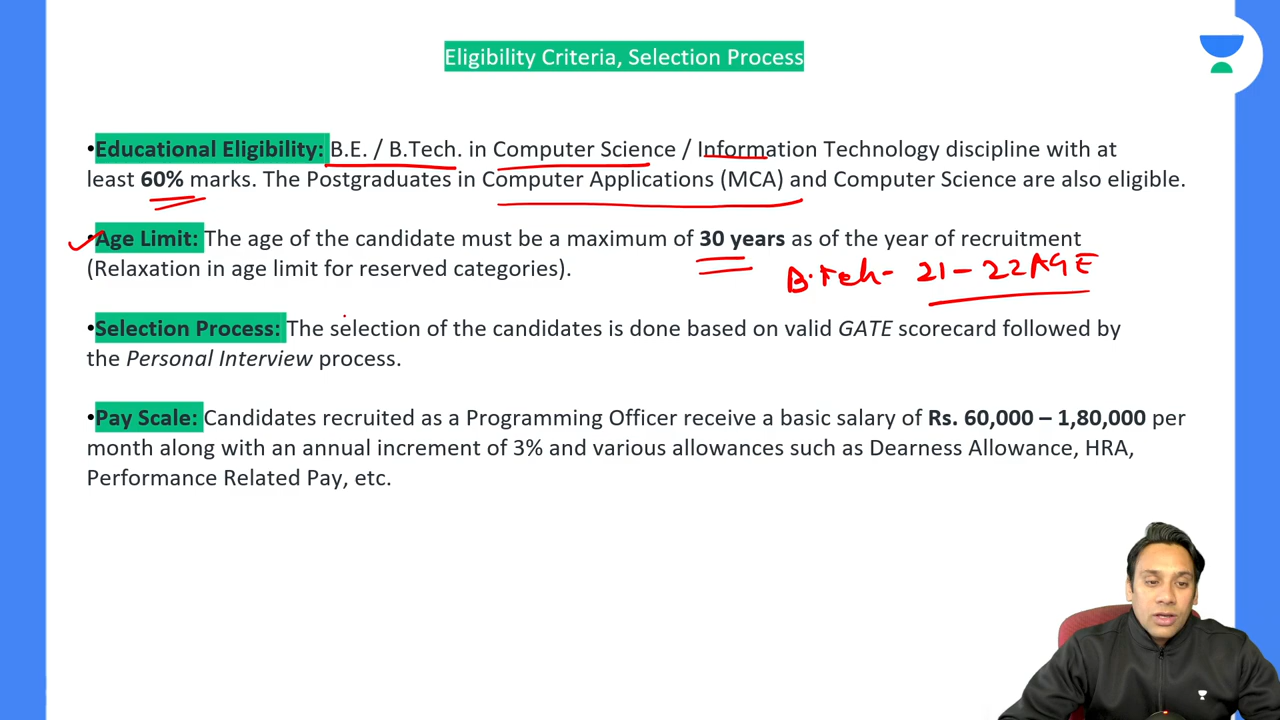 Eligibility Criteria, Selection Process
•Educational Eligibility: B.E. / B.Tech. in Computer Science / Information Technology discipline with at
least 60% marks. The Postgraduates in Computer Applications (MCA) and Computer Science are also eligible.
•Age Limit: The age of the candidate must be a maximum of 30 years as of the year of recruitment
(Relaxation in age limit for reserved categories).
B.Tech- 21-22 AGE
•Selection Process: The selection of the candidates is done based on valid GATE scorecard followed by
the Personal Interview process.
•Pay Scale: Candidates recruited as a Programming Officer receive a basic salary of Rs. 60,000 – 1,80,000 per
month along with an annual increment of 3% and various allowances such as Dearness Allowance, HRA,
Performance Related Pay, etc.